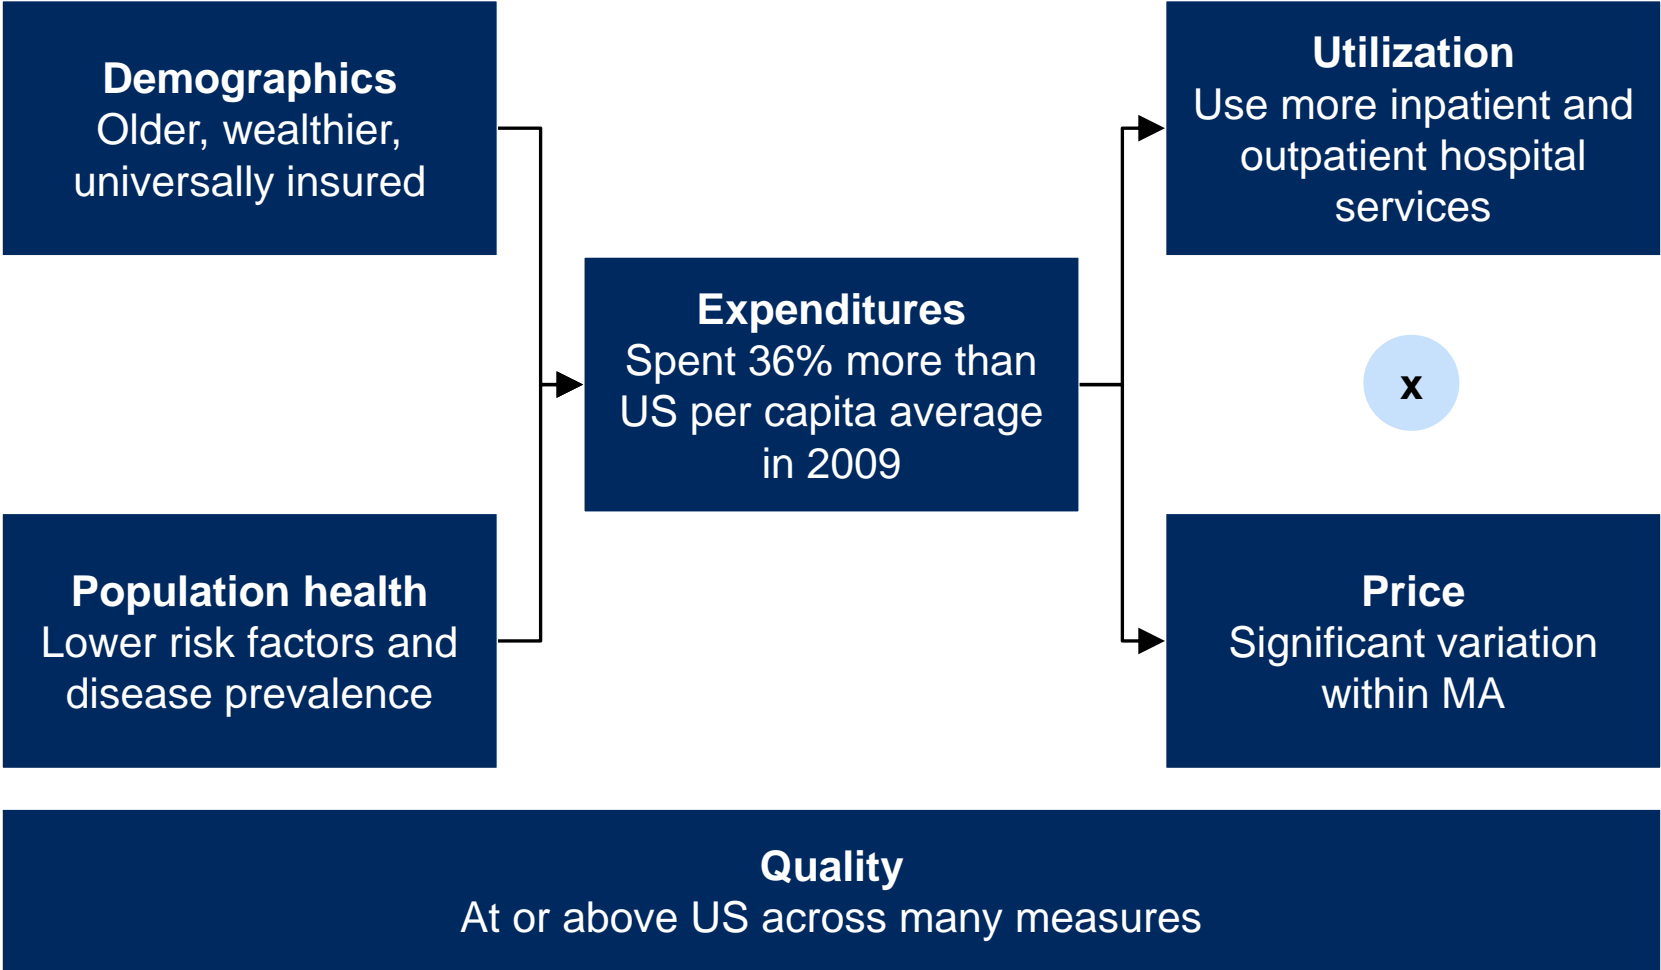 Demographics
Older, wealthier,
universally insured
Population health
Lower risk factors and
disease prevalence
Expenditures
Spent 36% more than
US per capita average
in 2009
Utilization
Use more inpatient and
outpatient hospital
services
x
Price
Significant variation
within MA
Quality
At or above US across many measures